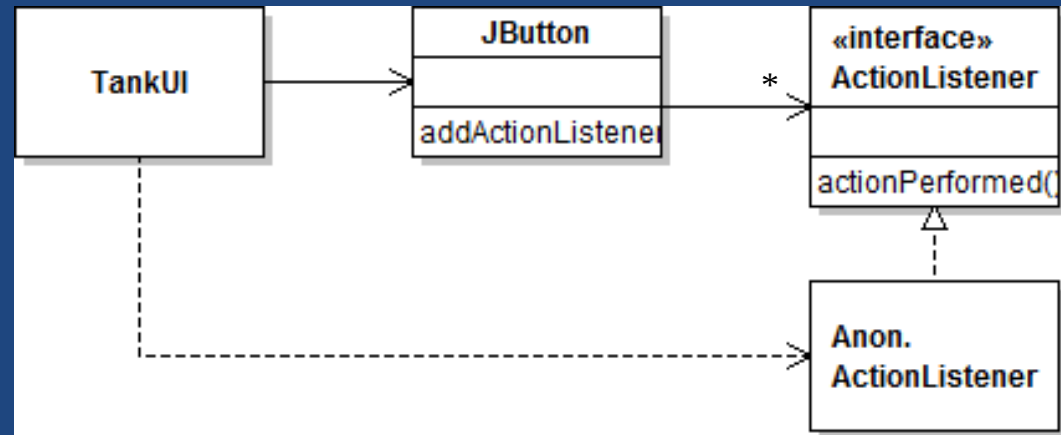 TankUI
JButton
addActionListener
*
«interface»
ActionListener
actionPerformed()
Anon.
ActionListener